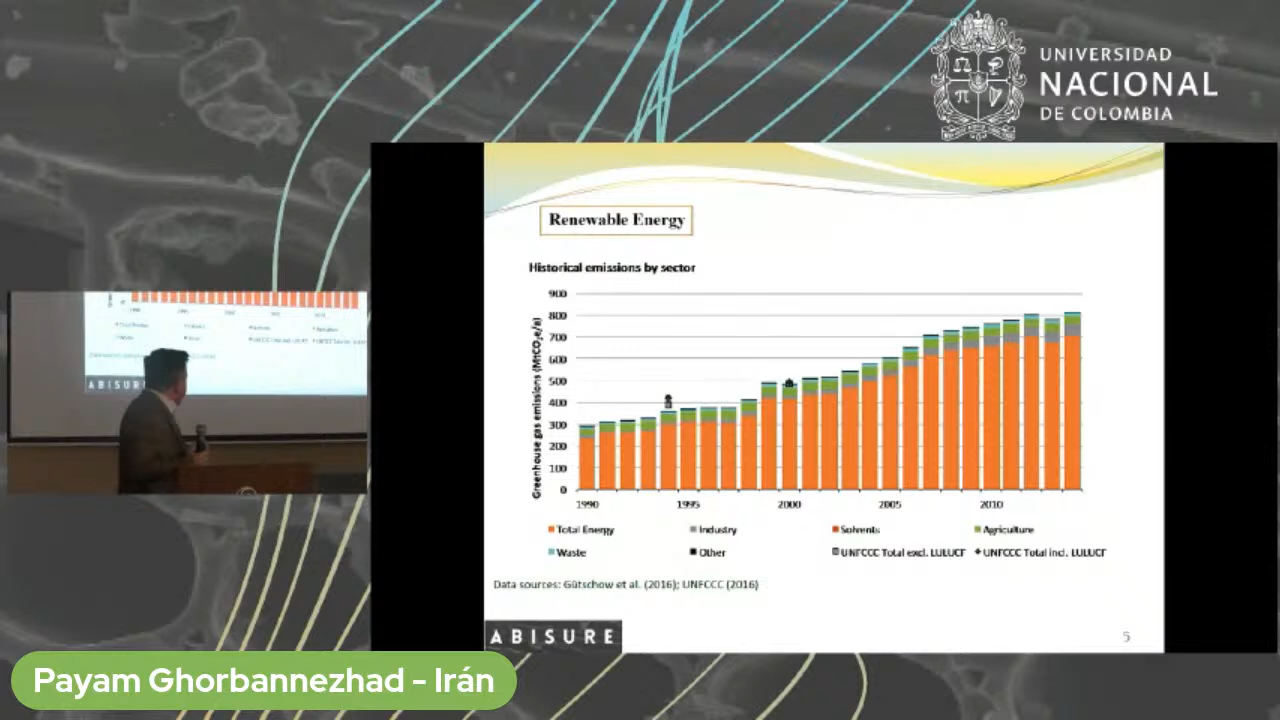 UNIVERSIDAD
NACIONAL
DE COLOMBIA
Renewable Energy
Historical emissions by sector
Greenhouse gas emissions (MtCO₂e/a)
900
800
700
600
500
400
300
200
100
0
1990 1995 2000 2005 2010
Total Energy Industry Solvents Agriculture
Waste Other UNFCCC Total excl. LULUCF UNFCCC Total incl. LULUCF
Data sources: Gütschow et al. (2016); UNFCCC (2016)
ABISURE
5
ABISURE
Payam Ghorbannezhad - Irán